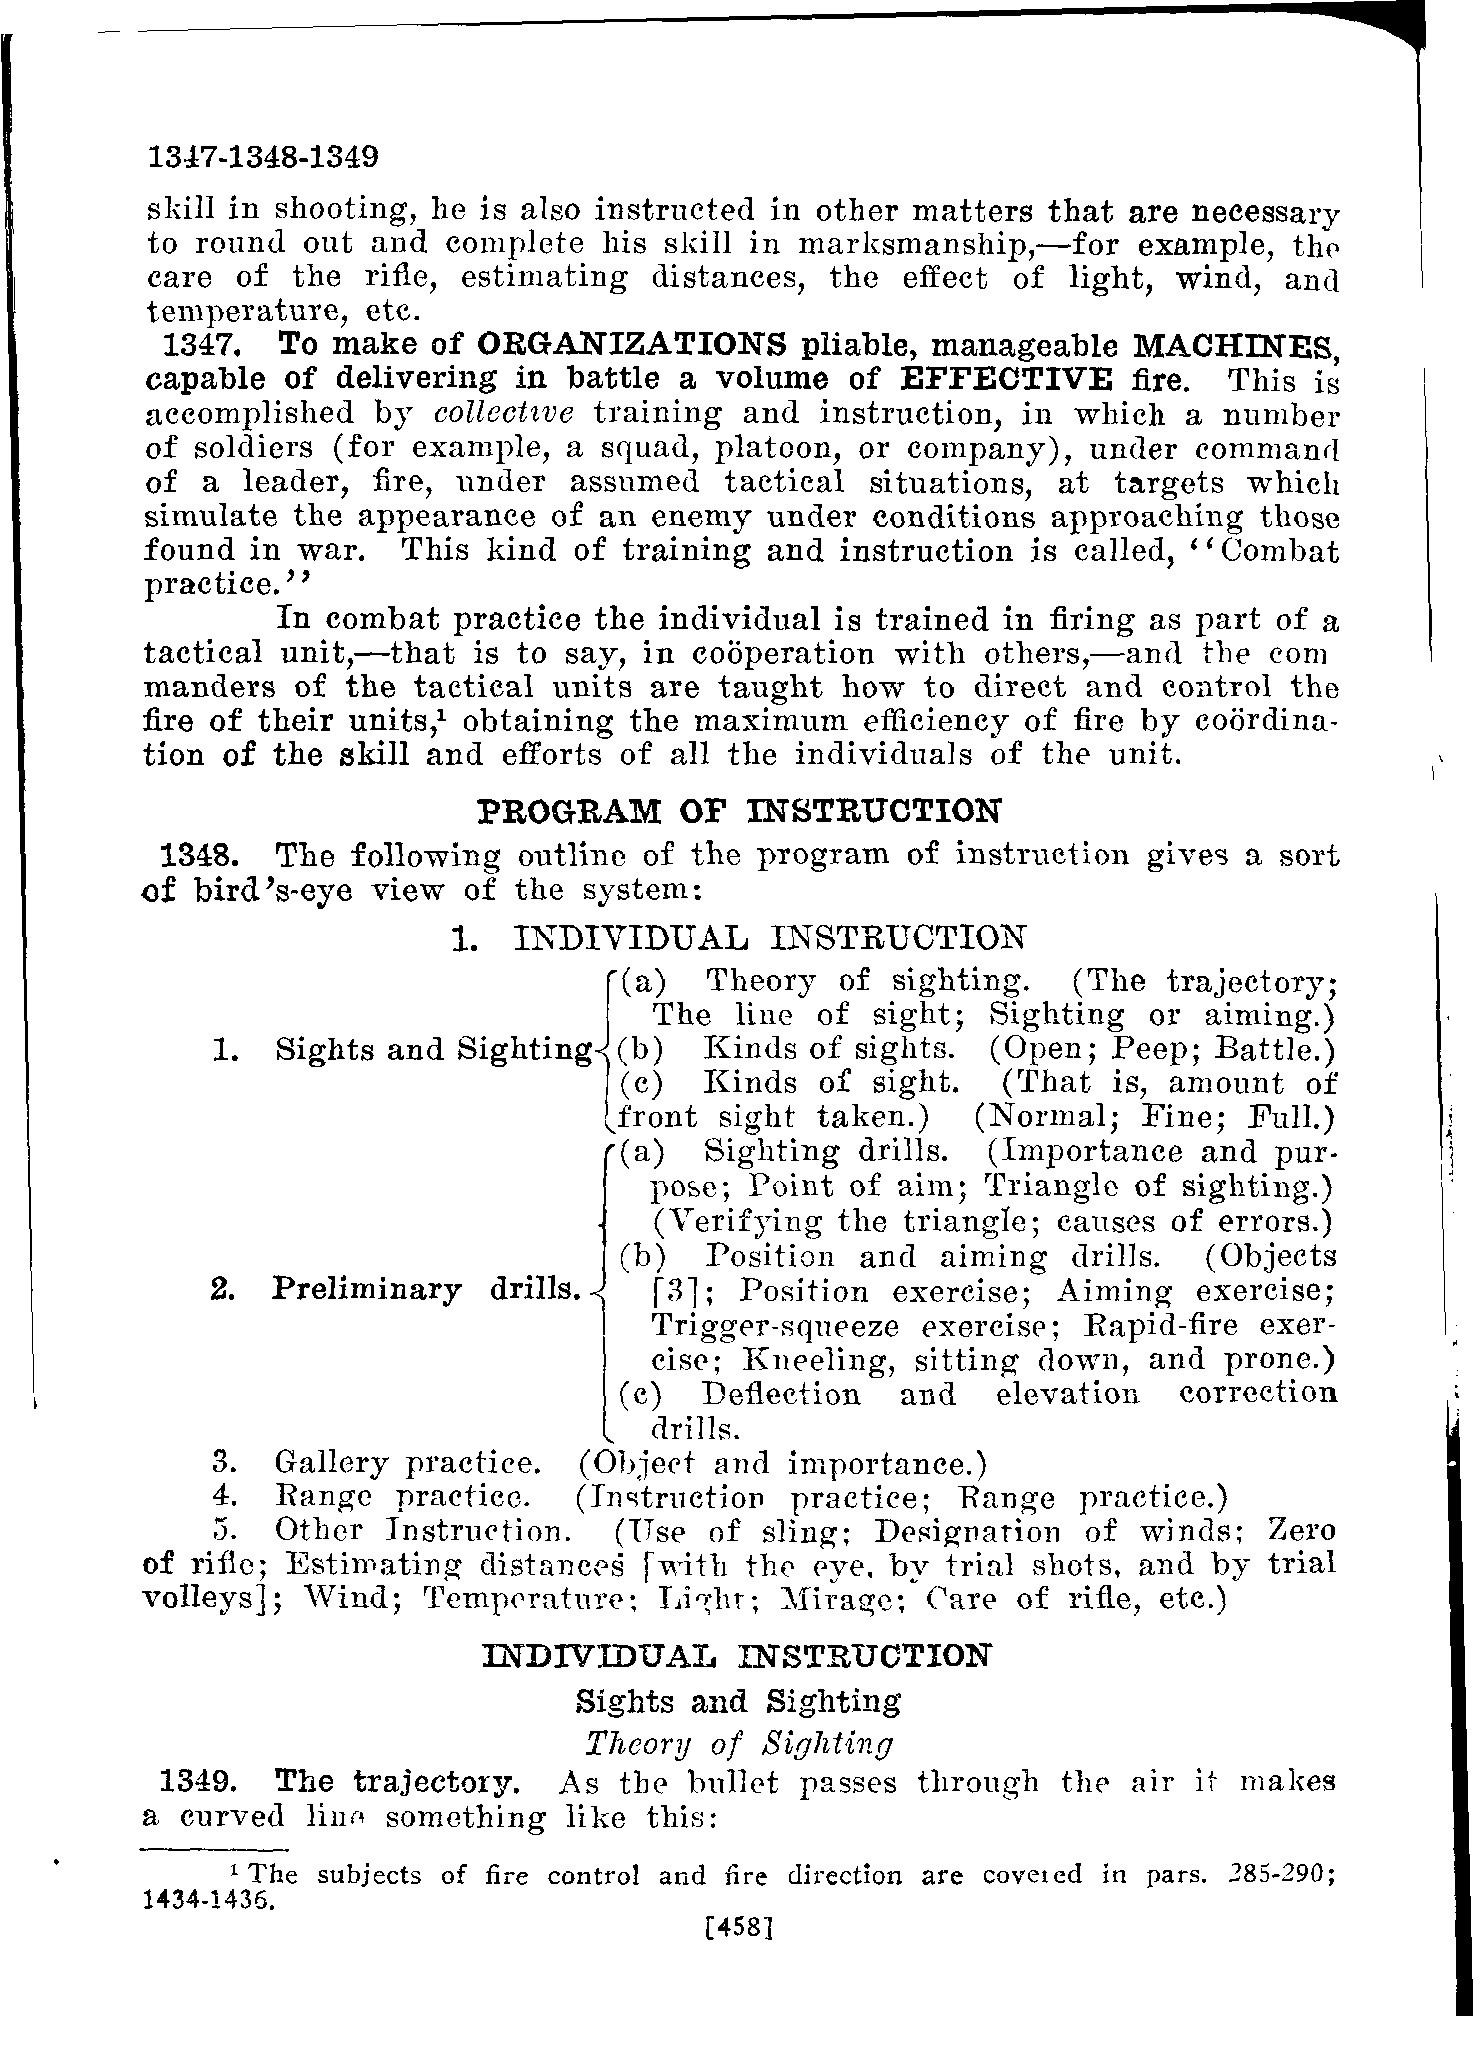 1347-1348-1349
skill in shooting, he is also instructed in other matters that are necessary
to round out and complete his skill in marksmanship,—for example, the
care of the rifle, estimating distances, the effect of light, wind, and
temperature, etc.
1347. To make of ORGANIZATIONS pliable, manageable MACHINES,
capable of delivering in battle a volume of EFFECTIVE fire. This is
accomplished by collective training and instruction, in which a number
of soldiers (for example, a squad, platoon, or company), under command
of a leader, fire, under assumed tactical situations, at targets which
simulate the appearance of an enemy under conditions approaching those
found in war. This kind of training and instruction is called, ‘‘Combat
practice.’’
In combat practice the individual is trained in firing as part of a
tactical unit,—that is to say, in coöperation with others,—and the com
manders of the tactical units are taught how to direct and control the
fire of their units,¹ obtaining the maximum efficiency of fire by coördina-
tion of the skill and efforts of all the individuals of the unit.
PROGRAM OF INSTRUCTION
1348. The following outline of the program of instruction gives a sort
of bird's-eye view of the system:
1. INDIVIDUAL INSTRUCTION
(a) Theory of sighting. (The trajectory;
The line of sight; Sighting or aiming.)
1. Sights and Sighting (b) Kinds of sights. (Open; Peep; Battle.)
(c) Kinds of sight. (That is, amount of
front sight taken.) (Normal; Fine; Full.)
(a) Sighting drills. (Importance and pur-
pose; Point of aim; Triangle of sighting.)
(Verifying the triangle; causes of errors.)
(b) Position and aiming drills. (Objects
2. Preliminary drills. [3]; Position exercise; Aiming exercise;
Trigger-squeeze exercise; Rapid-fire exer-
cise; Kneeling, sitting down, and prone.)
(c) Deflection and elevation correction
drills.
3. Gallery practice. (Object and importance.)
4. Range practice. (Instruction practice; Range practice.)
5. Other Instruction. (Use of sling; Designation of winds; Zero
of rifle; Estimating distances [with the eye, by trial shots, and by trial
volleys]; Wind; Temperature; Light; Mirage; Care of rifle, etc.)
INDIVIDUAL INSTRUCTION
Sights and Sighting
Theory of Sighting
1349. The trajectory. As the bullet passes through the air it makes
a curved line something like this:
¹ The subjects of fire control and fire direction are covered in pars. 285-290;
1434-1436.
[458]